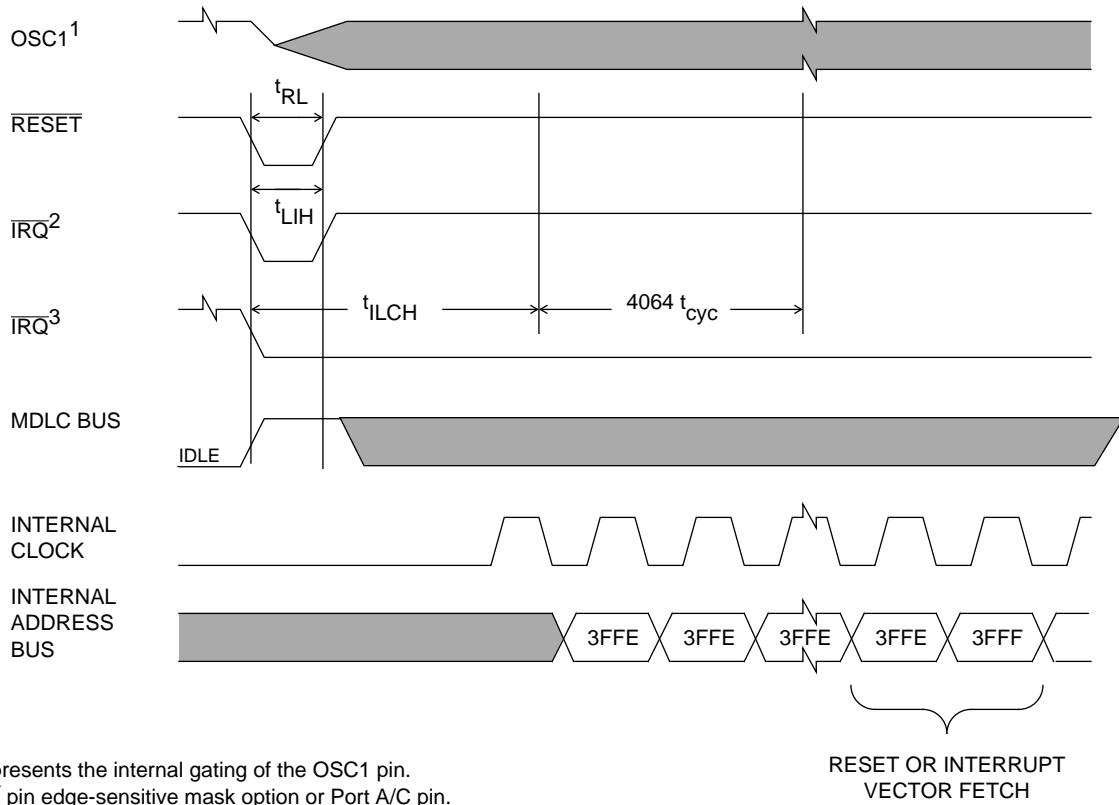 OSC1¹
RESET
t_RL
t_LIH
IRQ²
IRQ³
t_ILCH
4064 t_cyc
MDLC BUS
IDLE
INTERNAL
CLOCK
INTERNAL
ADDRESS
BUS
3FFE 3FFE 3FFE 3FFE 3FFF
RESET OR INTERRUPT
VECTOR FETCH
the internal gating of the OSC1 pin.
pin edge-sensitive mask option or Port A/C pin.